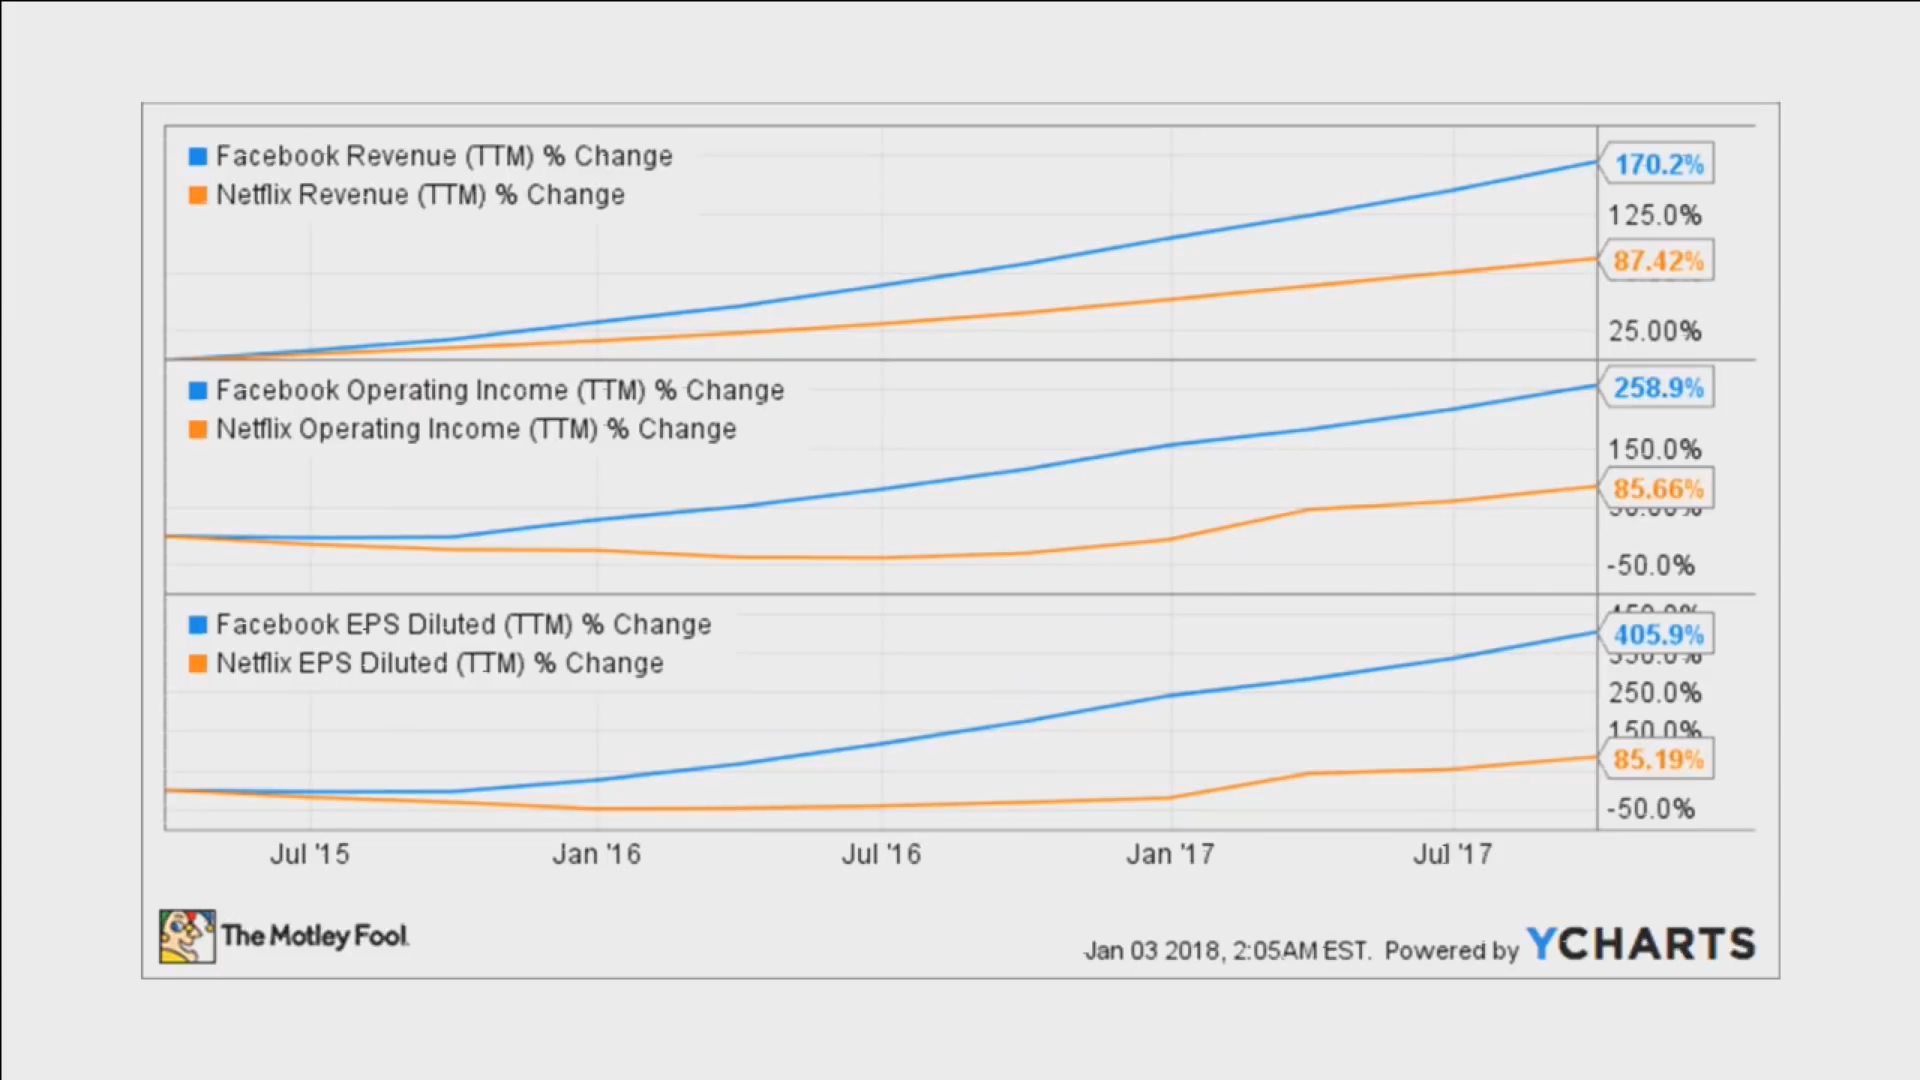 Facebook Revenue (TTM) % Change
Netflix Revenue (TTM) % Change
170.2%
125.0%
87.42%
25.00%
Facebook Operating Income (TTM) % Change
Netflix Operating Income (TTM) % Change
258.9%
150.0%
85.66%
-50.0%
Facebook EPS Diluted (TTM) % Change
Netflix EPS Diluted (TTM) % Change
405.9%
250.0%
150.0%
85.19%
-50.0%
Jul '15 Jan '16 Jul '16 Jan '17 Jul '17
The Motley Fool
Jan 03 2018, 2:05AM EST. Powered by YCHARTS